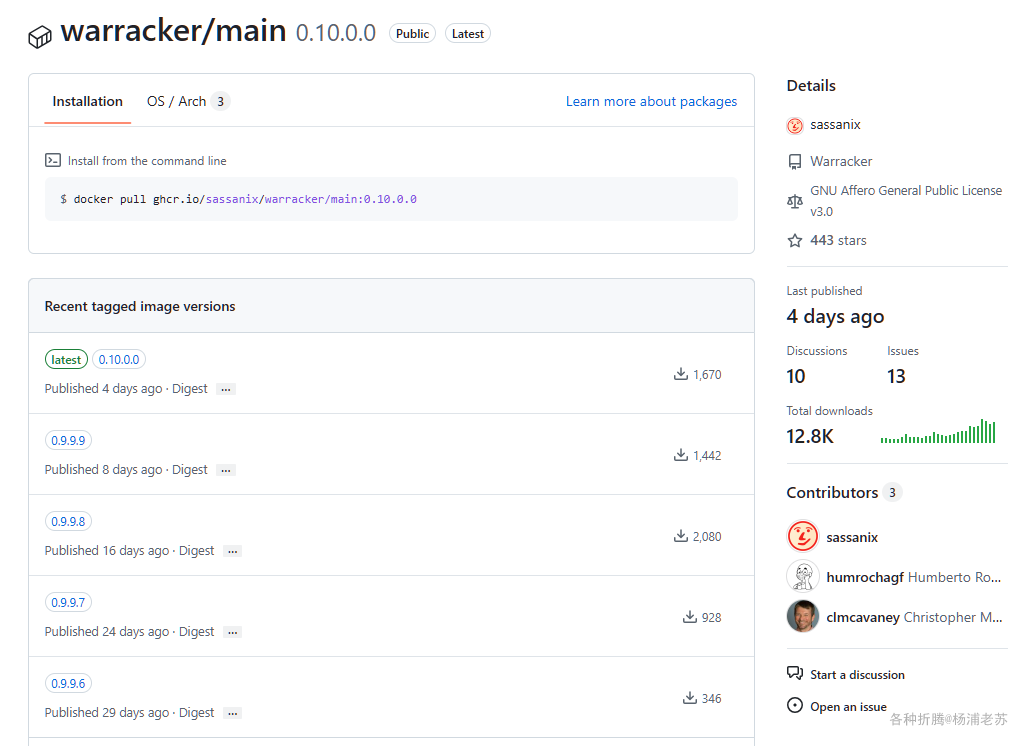 warracker/main 0.10.0.0 Public Latest
Installation OS / Arch 3 Learn more about packages
Install from the command line
$ docker pull ghcr.io/sassanix/warracker/main:0.10.0.0
Recent tagged image versions
latest 0.10.0.0
Published 4 days ago · Digest ...
1,670
0.9.9.9
Published 8 days ago · Digest ...
1,442
0.9.9.8
Published 16 days ago · Digest ...
2,080
0.9.9.7
Published 24 days ago · Digest ...
928
0.9.9.6
Published 29 days ago · Digest ...
346
Details
sassanix
Warracker
GNU Affero General Public License
v3.0
443 stars
Last published
4 days ago
Discussions Issues
10 13
Total downloads
12.8K
Contributors 3
sassanix
humrochagf Humberto Ro...
clmcavaney Christopher M...
Start a discussion
Open an issue
各种折腾@杨浦老苏